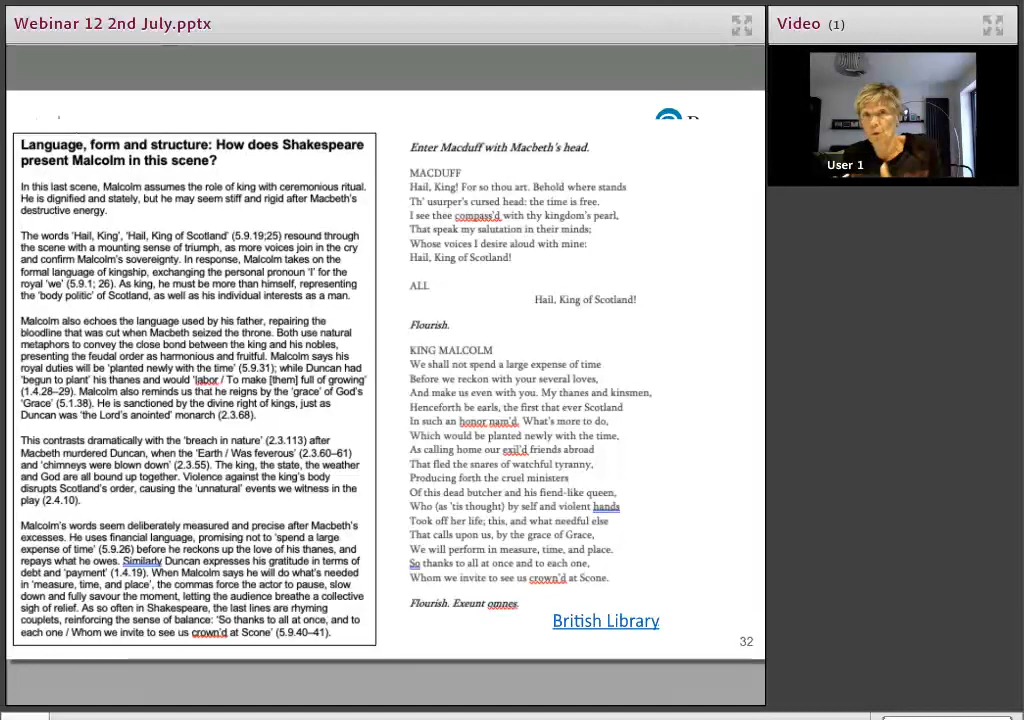 Webinar 12 2nd July.pptx
Video (1)
User 1
Language, form and structure: How does Shakespeare
present Malcolm in this scene?
In this last scene, Malcolm assumes the role of king with ceremonious ritual.
He is dignified and stately, but he may seem stiff and rigid after Macbeth's
destructive energy.
The words 'Hail, King', 'Hail, King of Scotland' (5.9.19;25) resound through
the scene with a mounting sense of triumph, as more voices join in the cry
and confirm Malcolm's sovereignty. In response, Malcolm takes on the
formal language of kingship, exchanging the personal pronoun 'I' for the
royal 'we' (5.9.1; 26). As king, he must be more than himself, representing
the 'body politic' of Scotland, as well as his individual interests as a man.
Malcolm also echoes the language used by his father, repairing the
bloodline that was cut when Macbeth seized the throne. Both use natural
metaphors to convey the close bond between the king and his nobles,
presenting the feudal order as harmonious and fruitful. Malcolm says his
royal duties will be 'planted newly with the time' (5.9.31); while Duncan had
'begun to plant' his thanes and would 'labor / To make [them] full of growing'
(1.4.28–29). Malcolm also reminds us that he reigns by the 'grace' of God's
'Grace' (5.1.38). He is sanctioned by the divine right of kings, just as
Duncan was 'the Lord's anointed' monarch (2.3.68).
This contrasts dramatically with the 'breach in nature' (2.3.113) after
Macbeth murdered Duncan, when the 'Earth / Was feverous' (2.3.60–61)
and 'chimneys were blown down' (2.3.55). The king, the state, the weather
and God are all bound up together. Violence against the king's body
disrupts Scotland's order, causing the 'unnatural' events we witness in the
play (2.4.10).
Malcolm's words seem deliberately measured and precise after Macbeth's
excesses. He uses financial language, promising not to 'spend a large
expense of time' (5.9.26) before he reckons up the love of his thanes, and
repays what he owes. Similarly Duncan expresses his gratitude in terms of
debt and 'payment' (1.4.19). When Malcolm says he will do what's needed
in 'measure, time, and place', the commas force the actor to pause, slow
down and fully savour the moment, letting the audience breathe a collective
sigh of relief. As so often in Shakespeare, the last lines are rhyming
couplets, reinforcing the sense of balance: 'So thanks to all at once, and to
each one / Whom we invite to see us crown'd at Scone' (5.9.40–41).
Enter Macduff with Macbeth's head.
MACDUFF
Hail, King! For so thou art. Behold where stands
Th' usurper's cursed head: the time is free.
I see thee compass'd with thy kingdom's pearl,
That speak my salutation in their minds;
Whose voices I desire aloud with mine:
Hail, King of Scotland!
ALL
Hail, King of Scotland!
Flourish.
KING MALCOLM
We shall not spend a large expense of time
Before we reckon with your several loves,
And make us even with you. My thanes and kinsmen,
Henceforth be earls, the first that ever Scotland
In such an honor nam'd. What's more to do,
Which would be planted newly with the time,
As calling home our exil'd friends abroad
That fled the snares of watchful tyranny,
Producing forth the cruel ministers
Of this dead butcher and his fiend-like queen,
Who (as 'tis thought) by self and violent hands
Took off her life; this, and what needful else
That calls upon us, by the grace of Grace,
We will perform in measure, time, and place.
So thanks to all at once and to each one,
Whom we invite to see us crown'd at Scone.
Flourish. Exeunt omnes.
British Library
32